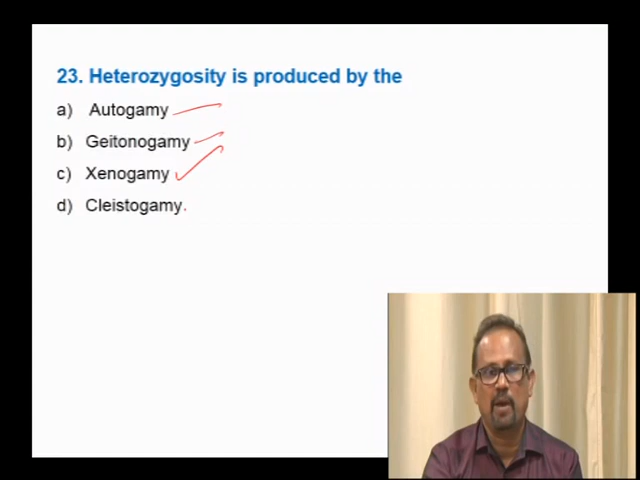 23. Heterozygosity is produced by the
a) Autogamy
b) Geitonogamy
c) Xenogamy
d) Cleistogamy.